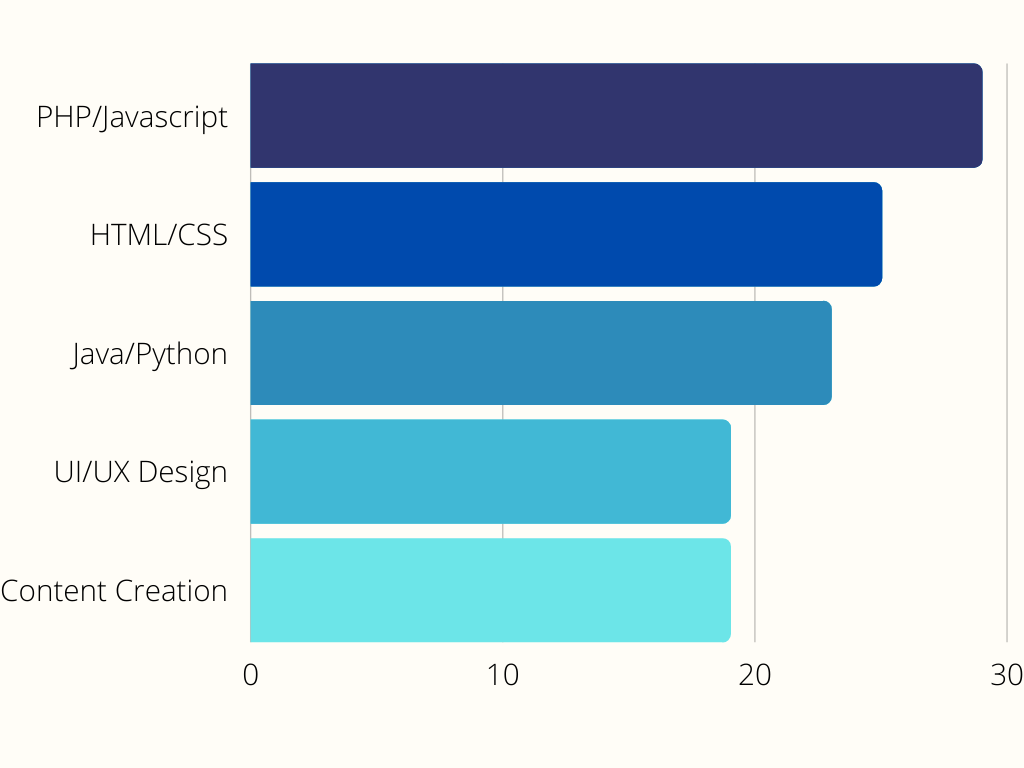 PHP/Javascript
HTML/CSS
Java/Python
UI/UX Design
Content Creation
0 10 20 30